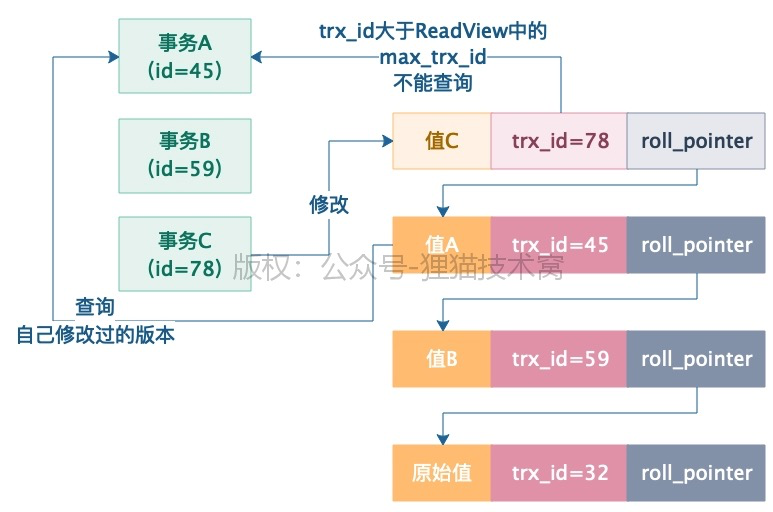 trx_id大于ReadView中的
max_trx_id
不能查询
事务A
（id=45）
事务B
（id=59）
事务C
（id=78）
修改
查询
自己修改过的版本
值C trx_id=78 roll_pointer
值A trx_id=45 roll_pointer
版权：公众号-狸猫技术窝
值B trx_id=59 roll_pointer
原始值 trx_id=32 roll_pointer